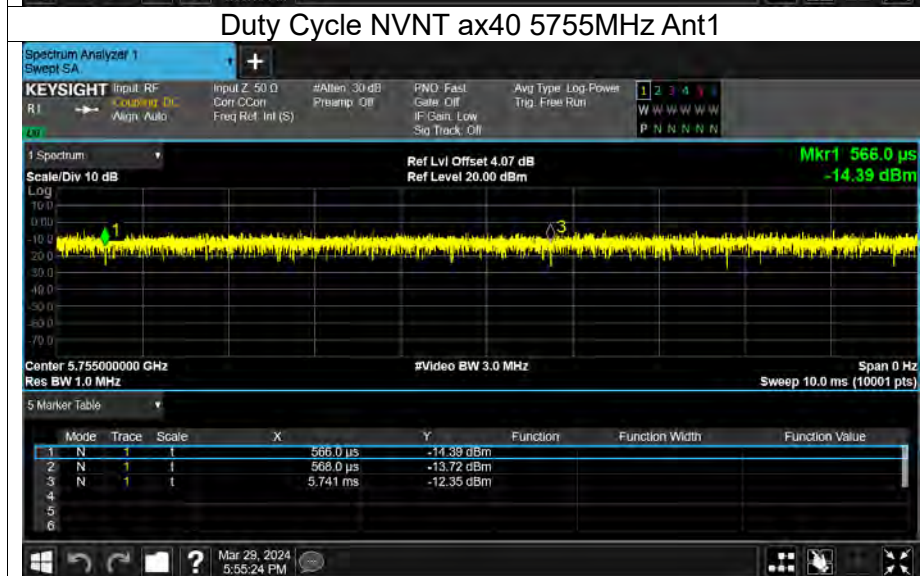 Duty Cycle NVNT ax40 5755MHz Ant1
Spectrum Analyzer 1
Swept SA
+
KEYSIGHT Input: RF Input Z: 50 Ω #Atten: 30 dB PNO: Fast Avg Type: Log-Power 1 2 3 4 5 6
Coupling: DC Corr CCorr Preamp: Off Gate: Off Trig: Free Run W W W W W W
Align: Auto Freq Ref: Int (S) IF Gain: Low
Sig Track: Off P N N N N N
1 Spectrum
Ref Lvl Offset 4.07 dB Mkr1 566.0 µs
Scale/Div 10 dB Ref Level 20.00 dBm -14.39 dBm
Log
10.0
0.00
-10.0
-20.0
-30.0
-40.0
-50.0
-60.0
-70.0
1
3
Center 5.755000000 GHz #Video BW 3.0 MHz Span 0 Hz
Res BW 1.0 MHz Sweep 10.0 ms (10001 pts)
5 Marker Table
Mode Trace Scale X Y Function Function Width Function Value
1 N 1 t 566.0 µs -14.39 dBm
2 N 1 t 568.0 µs -13.72 dBm
3 N 1 t 5.741 ms -12.35 dBm
4
5
6
? Mar 29, 2024
5:55:24 PM